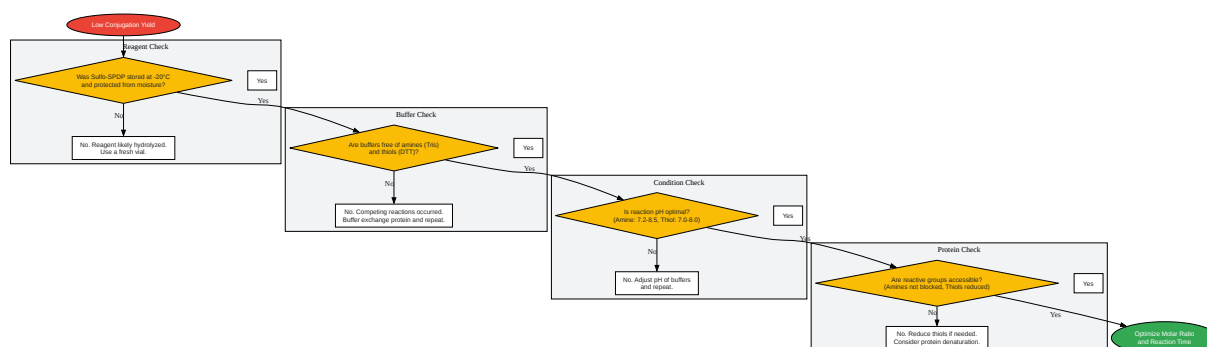 Low Conjugation Yield
Reagent Check
Was Sulfo-SPDP stored at -20°C
and protected from moisture?
Yes
Yes
No
No. Reagent likely hydrolyzed.
Use a fresh vial.
Buffer Check
Are buffers free of amines (Tris)
and thiols (DTT)?
Yes
Yes
No
No. Competing reactions occurred.
Buffer exchange protein and repeat.
Condition Check
Is reaction pH optimal?
(Amine: 7.2-8.5, Thiol: 7.0-8.0)
Yes
Yes
No
No. Adjust pH of buffers
and repeat.
Protein Check
Are reactive groups accessible?
(Amines not blocked, Thiols reduced)
Yes
Yes
No
No. Reduce thiols if needed.
Consider protein denaturation.
Optimize Molar Ratio
and Reaction Time